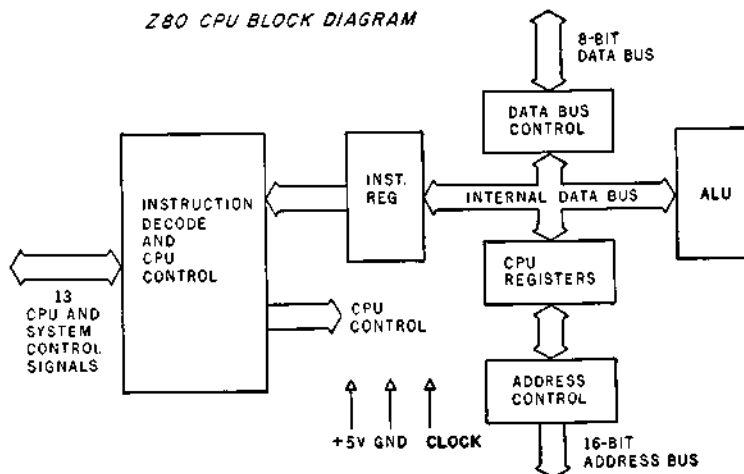 Z80 CPU BLOCK DIAGRAM
8-BIT
DATA BUS
DATA BUS
CONTROL
INSTRUCTION
DECODE
AND
CPU
CONTROL
INST.
REG
INTERNAL DATA BUS
ALU
CPU
REGISTERS
13
CPU AND
SYSTEM
CONTROL
SIGNALS
CPU
CONTROL
ADDRESS
CONTROL
+5V GND CLOCK
16-BIT
ADDRESS BUS